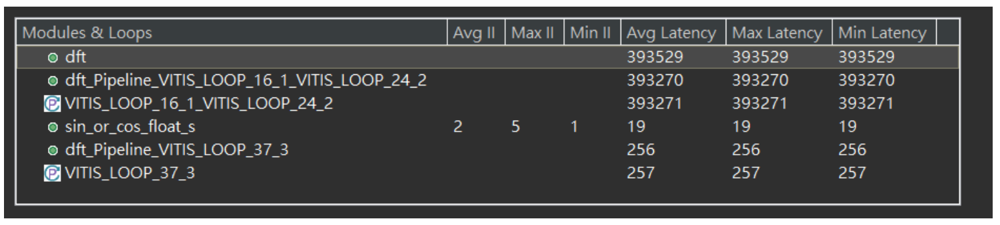 Modules & Loops Avg II Max II Min II Avg Latency Max Latency Min Latency
dft 393529 393529 393529
dft_Pipeline_VITIS_LOOP_16_1_VITIS_LOOP_24_2 393270 393270 393270
VITIS_LOOP_16_1_VITIS_LOOP_24_2 393271 393271 393271
sin_or_cos_float_s 2 5 1 19 19 19
dft_Pipeline_VITIS_LOOP_37_3 256 256 256
VITIS_LOOP_37_3 257 257 257